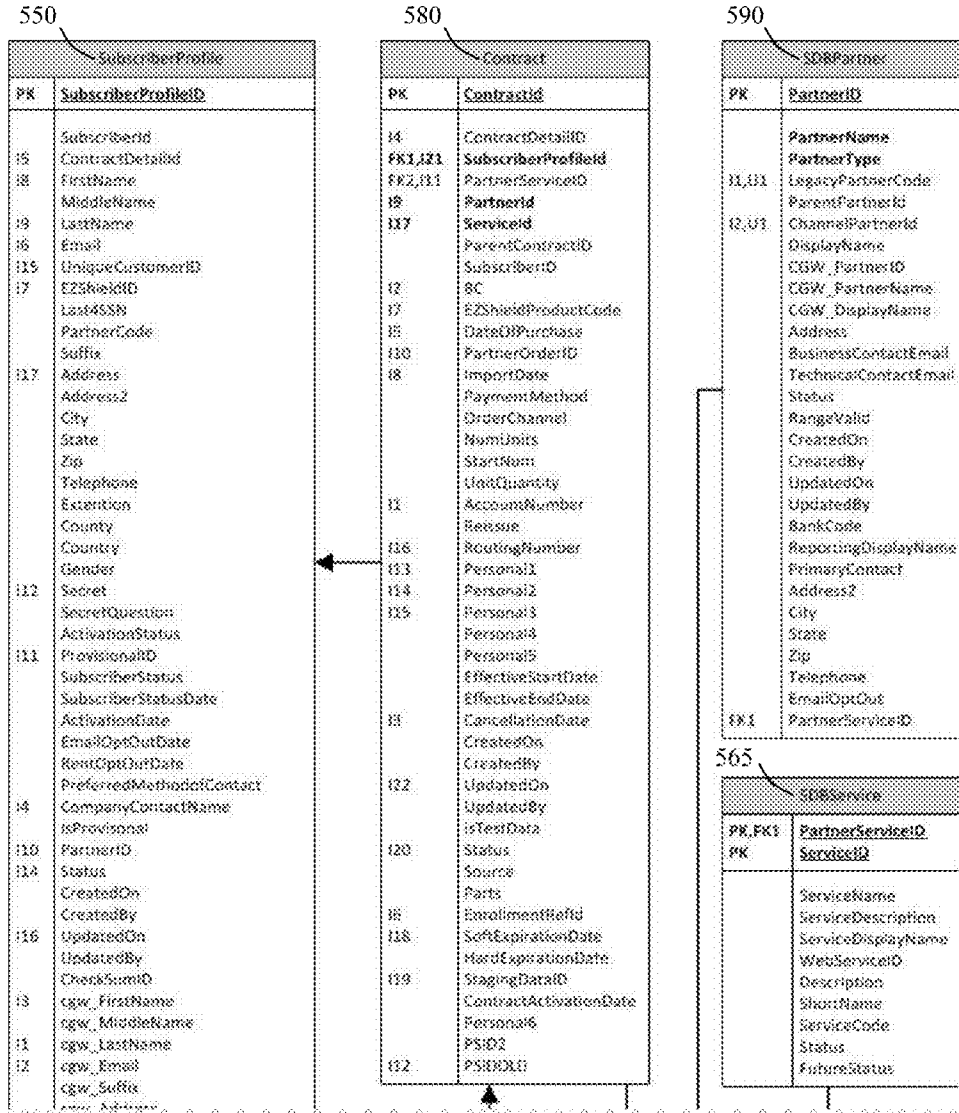 550
SubscriberProfile
PK SubscriberProfileID
SubscriberId
I5 ContractDetailId
I8 FirstName
MiddleName
I9 LastName
I6 Email
I15 UniqueCustomerID
I7 EZShieldID
Last4SSN
PartnerCode
Suffix
I17 Address
Address2
City
State
Zip
Telephone
Extention
County
Country
Gender
I12 Secret
SecretQuestion
ActivationStatus
I11 ProvisionalID
SubscriberStatus
SubscriberStatusDate
ActivationDate
EmailOptOutDate
RentOptOutDate
PreferredMethodofContact
I4 CompanyContactName
isProvisonal
I10 PartnerID
I14 Status
CreatedOn
CreatedBy
I16 UpdatedOn
UpdatedBy
CheckSumID
I3 cgw_FirstName
cgw_MiddleName
I1 cgw_LastName
I2 cgw_Email
cgw_Suffix
580
Contract
PK ContrastId
I4 ContractDetailID
FK1,I21 SubscriberProfileId
FK2,I11 PartnerServiceID
I9 PartnerId
I17 ServiceId
ParentContractID
SubscriberID
I2 BC
I7 EZShieldProductCode
I5 DateOfPurchase
I10 PartnerOrderID
I8 ImportDate
PaymentMethod
OrderChannel
NumUnits
StartNum
UnitQuantity
I1 AccountNumber
Reissue
I16 RoutingNumber
I13 Personal1
I14 Personal2
I15 Personal3
Personal4
Personal5
EffectiveStartDate
EffectiveEndDate
I3 CancellationDate
CreatedOn
CreatedBy
I22 UpdatedOn
UpdatedBy
isTestData
I20 Status
Source
Parts
I6 EnrollmentRefId
I18 SoftExpirationDate
HardExpirationDate
I19 StagingDataID
ContractActivationDate
Personal6
PSID2
I12 PSIDOLD
590
SDBPartner
PK PartnerID
PartnerName
PartnerType
I1,U1 LegacyPartnerCode
ParentPartnerId
I2,U1 ChannelPartnerId
DisplayName
CGW_PartnerID
CGW_PartnerName
CGW_DisplayName
Address
BusinessContactEmail
TechnicalContactEmail
Status
RangeValid
CreatedOn
CreatedBy
UpdatedOn
UpdatedBy
BankCode
ReportingDisplayName
PrimaryContact
Address2
City
State
Zip
Telephone
EmailOptOut
FK1 PartnerServiceID
565
SDBService
PK,FK1 PartnerServiceID
PK ServiceID
ServiceName
ServiceDescription
ServiceDisplayName
WebServiceID
Description
ShortName
ServiceCode
Status
FutureStatus